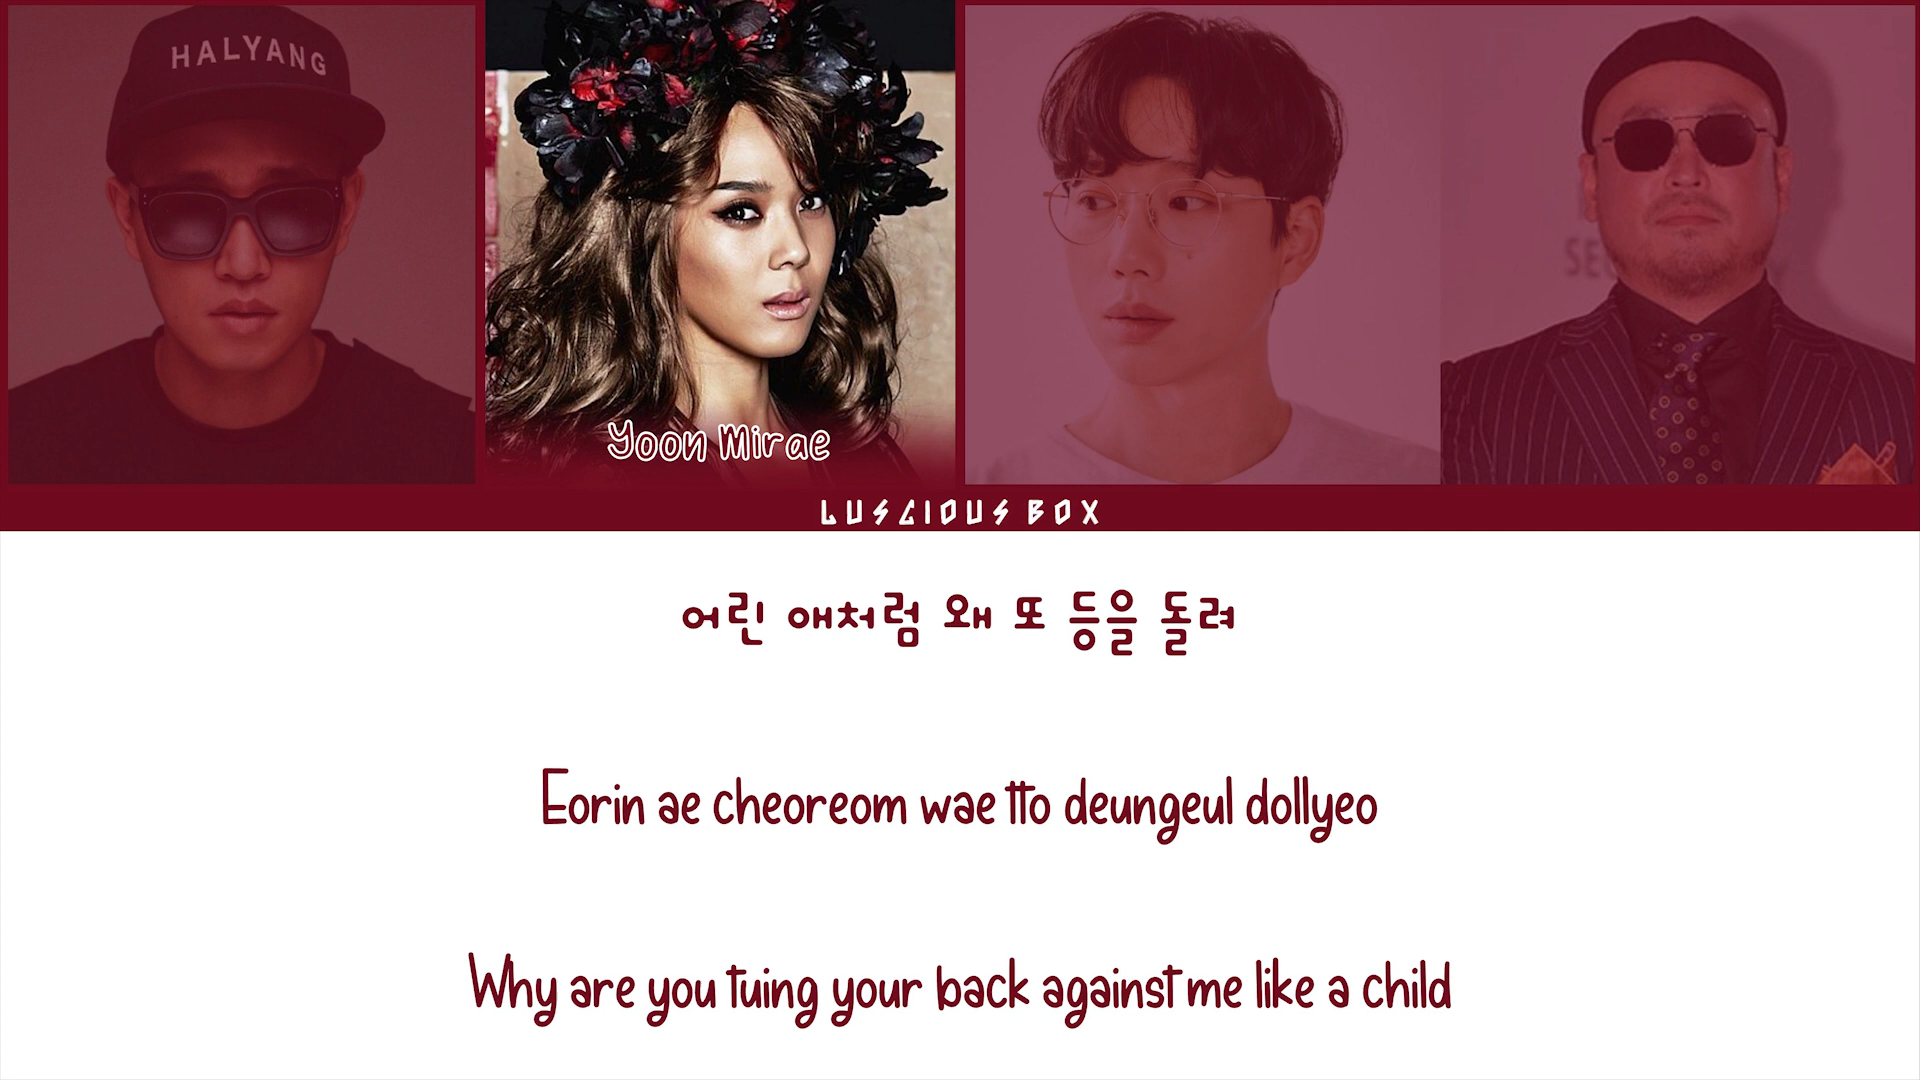 HALYANG
Yoon Mirae
LUSCIOUS BOX
어린 애처럼 왜 또 등을 돌려
Eorin ae cheoreom wae tto deungeul dollyeo
Why are you tuing your back against me like a child